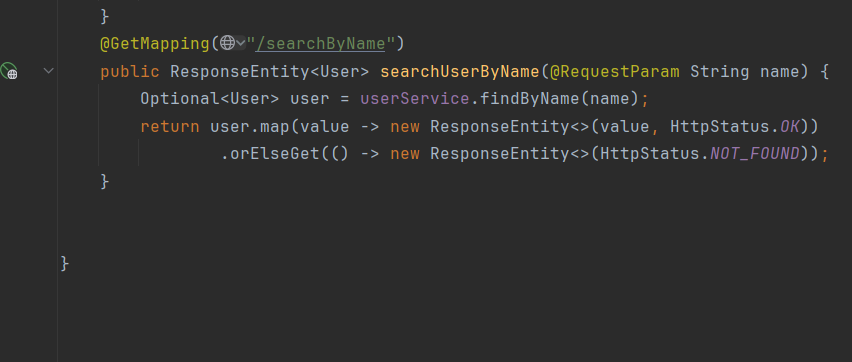 }
@GetMapping("/searchByName")
public ResponseEntity<User> searchUserByName(@RequestParam String name) {
Optional<User> user = userService.findByName(name);
return user.map(value -> new ResponseEntity<>(value, HttpStatus.OK))
.orElseGet(() -> new ResponseEntity<>(HttpStatus.NOT_FOUND));
}
}